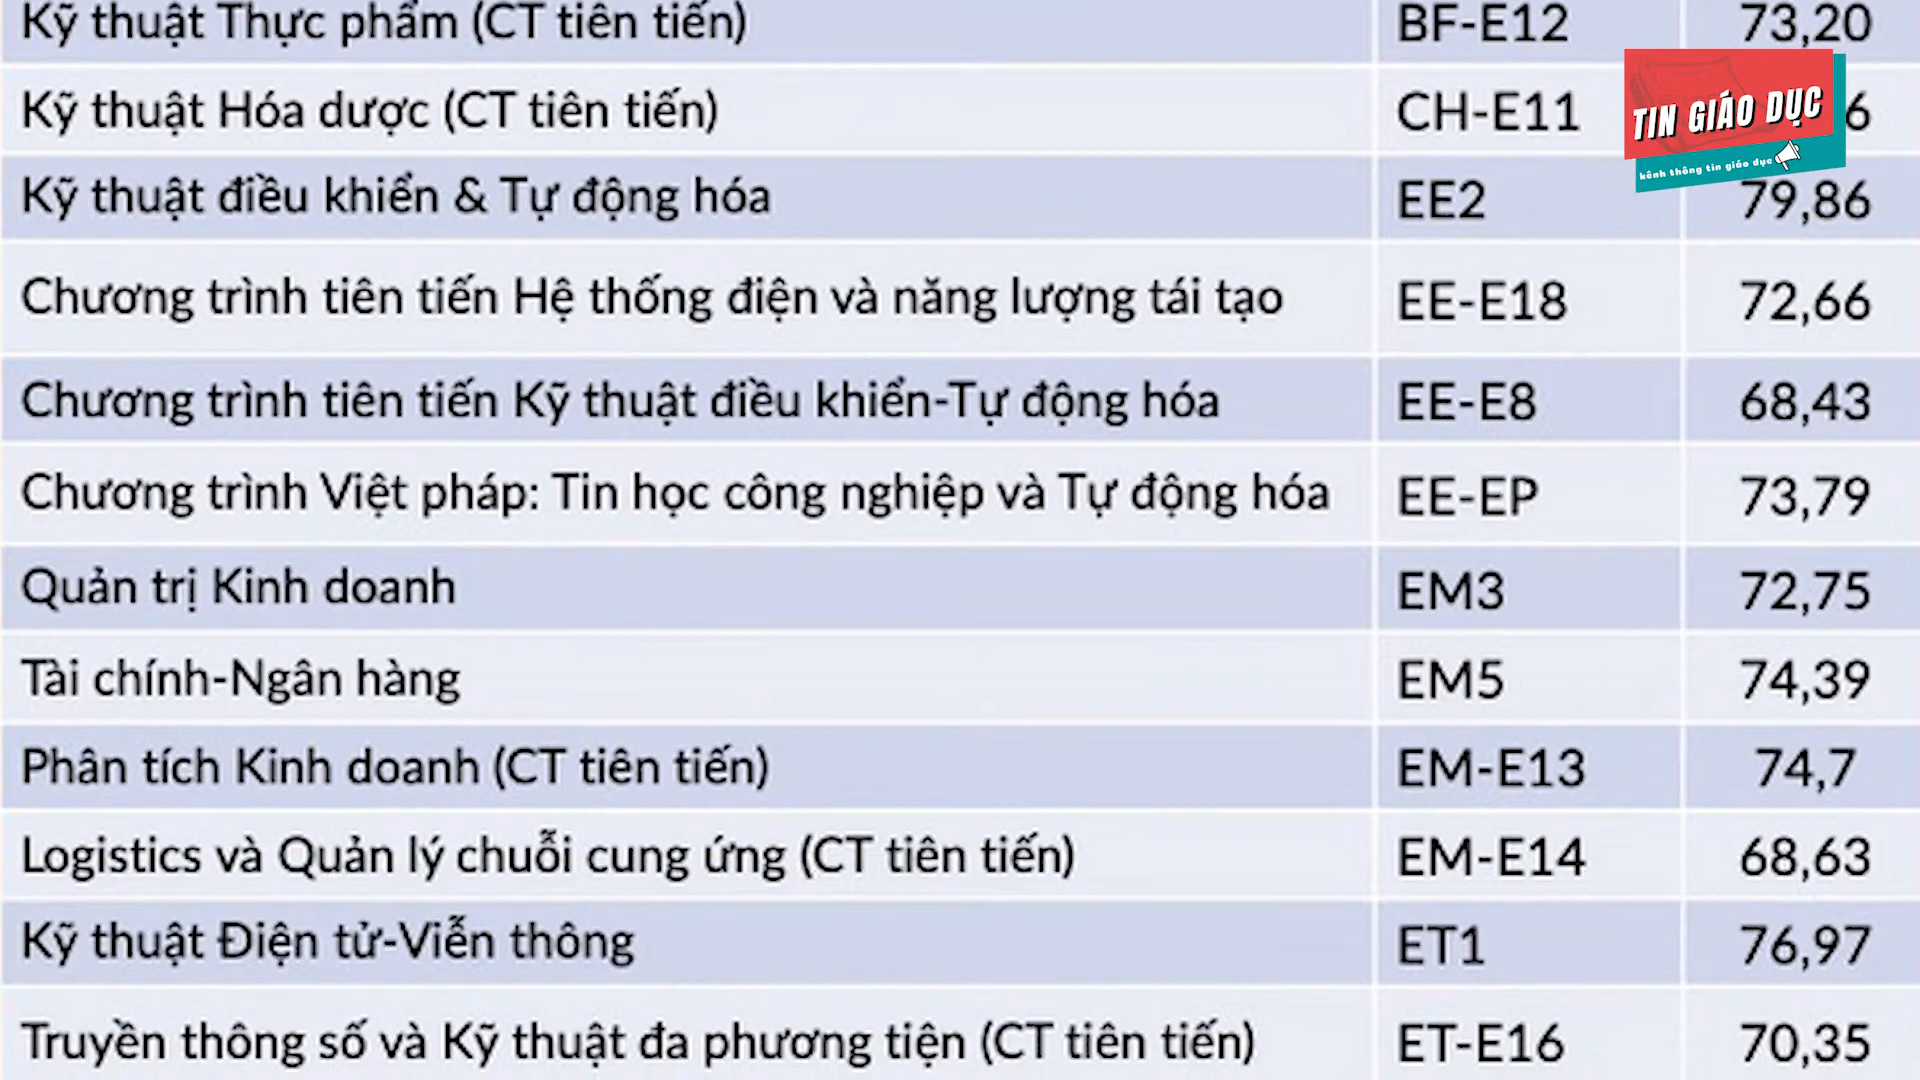 Kỹ thuật Thực phẩm (CT tiên tiến) BF-E12 73,20
Kỹ thuật Hóa dược (CT tiên tiến) CH-E11
TIN GIÁO DỤC
kênh thông tin giáo dục
Kỹ thuật điều khiển & Tự động hóa EE2 79,86
Chương trình tiên tiến Hệ thống điện và năng lượng tái tạo EE-E18 72,66
Chương trình tiên tiến Kỹ thuật điều khiển-Tự động hóa EE-E8 68,43
Chương trình Việt pháp: Tin học công nghiệp và Tự động hóa EE-EP 73,79
Quản trị Kinh doanh EM3 72,75
Tài chính-Ngân hàng EM5 74,39
Phân tích Kinh doanh (CT tiên tiến) EM-E13 74,7
Logistics và Quản lý chuỗi cung ứng (CT tiên tiến) EM-E14 68,63
Kỹ thuật Điện tử-Viễn thông ET1 76,97
Truyền thông số và Kỹ thuật đa phương tiện (CT tiên tiến) ET-E16 70,35